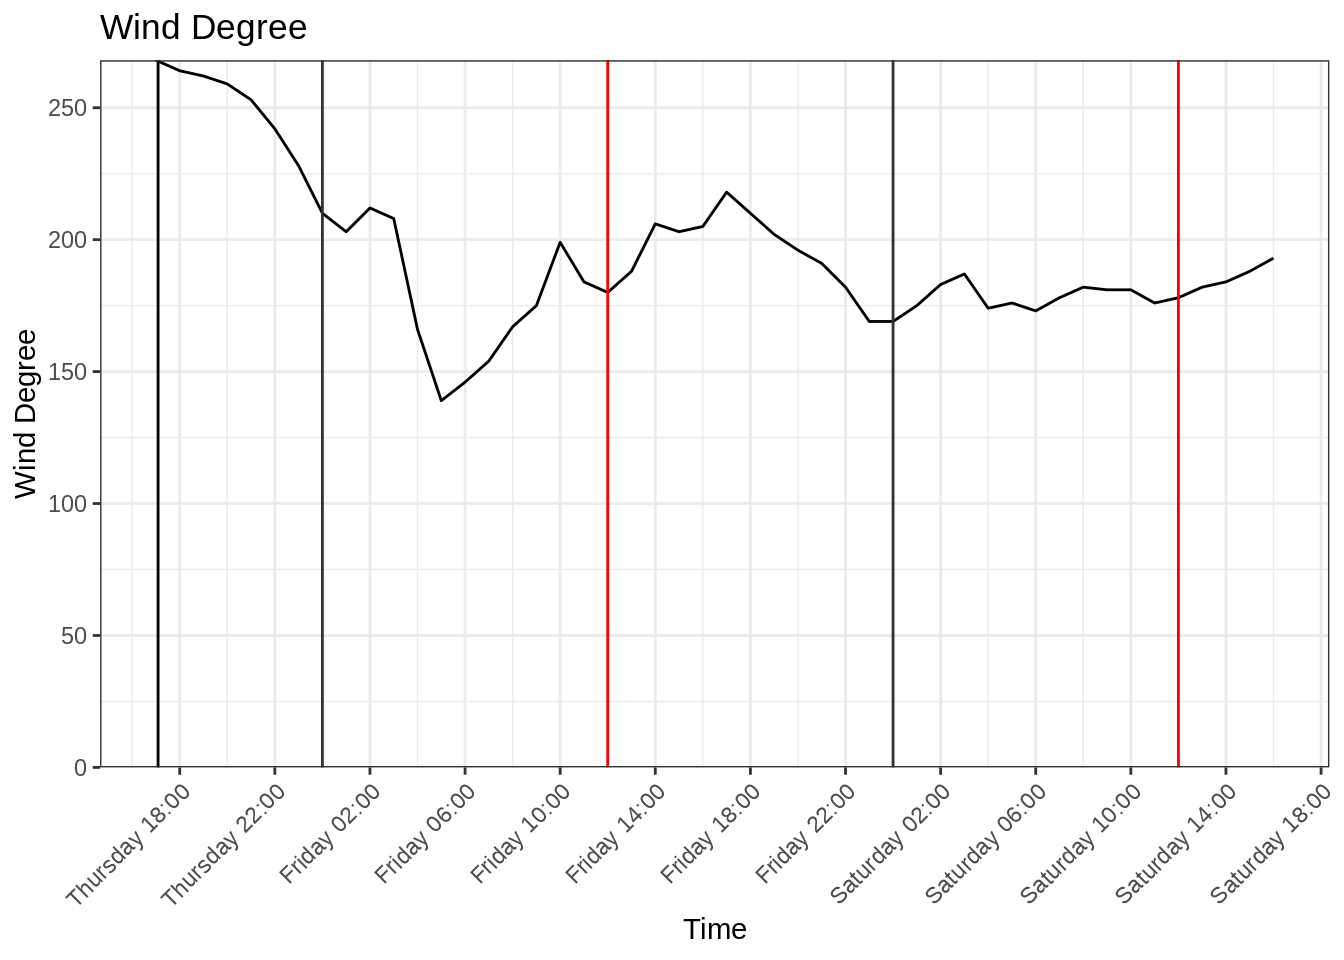 Wind Degree
Wind Degree
250
200
150
100
50
0
Thursday 18:00
Thursday 22:00
Friday 02:00
Friday 06:00
Friday 10:00
Friday 14:00
Friday 18:00
Friday 22:00
Saturday 02:00
Saturday 06:00
Saturday 10:00
Saturday 14:00
Saturday 18:00
Time